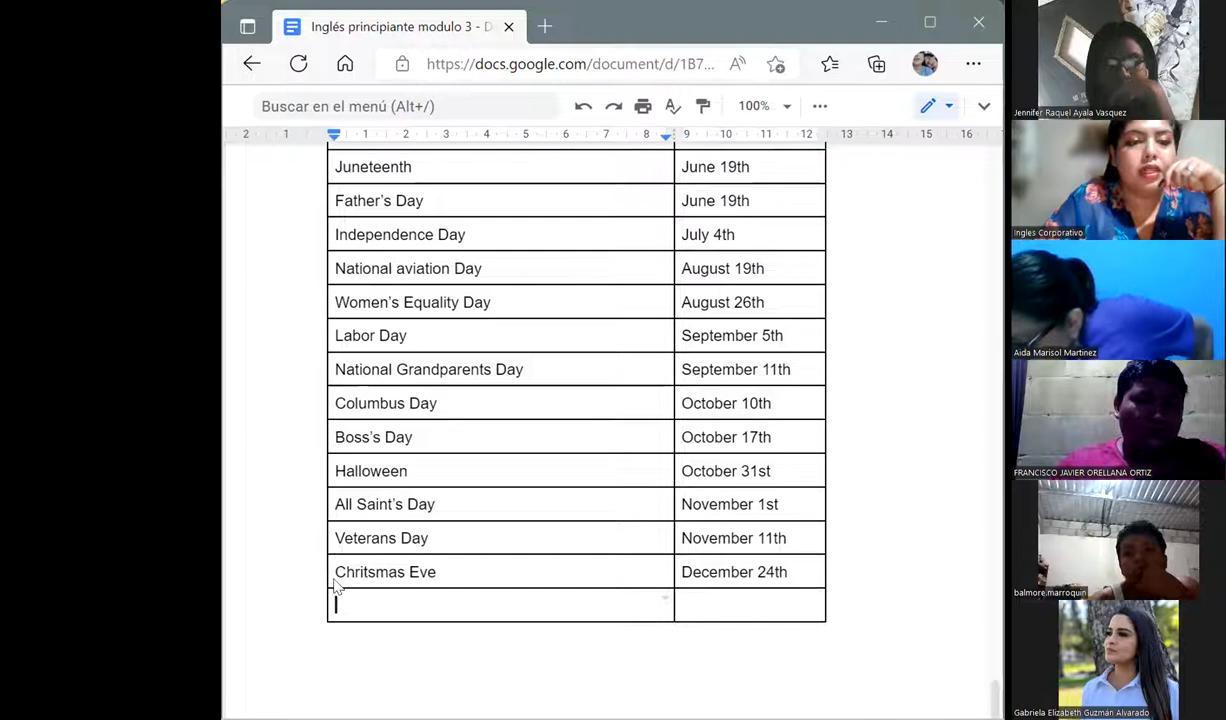 Inglés principiante modulo 3 - D
https://docs.google.com/document/d/1B7...
Buscar en el menú (Alt+/)
100%
2 1 1 2 3 4 5 6 7 8 9 10 11 12 13 14 15 16
Juneteenth June 19th
Father's Day June 19th
Independence Day July 4th
National aviation Day August 19th
Women's Equality Day August 26th
Labor Day September 5th
National Grandparents Day September 11th
Columbus Day October 10th
Boss's Day October 17th
Halloween October 31st
All Saint's Day November 1st
Veterans Day November 11th
Chritsmas Eve December 24th
Jennifer Raquel Ayala Vasquez
Ingles Corporativo
Aida Marisol Martinez
FRANCISCO JAVIER ORELLANA ORTIZ
balmore.marroquin
Gabriela Elizabeth Guzmán Alvarado